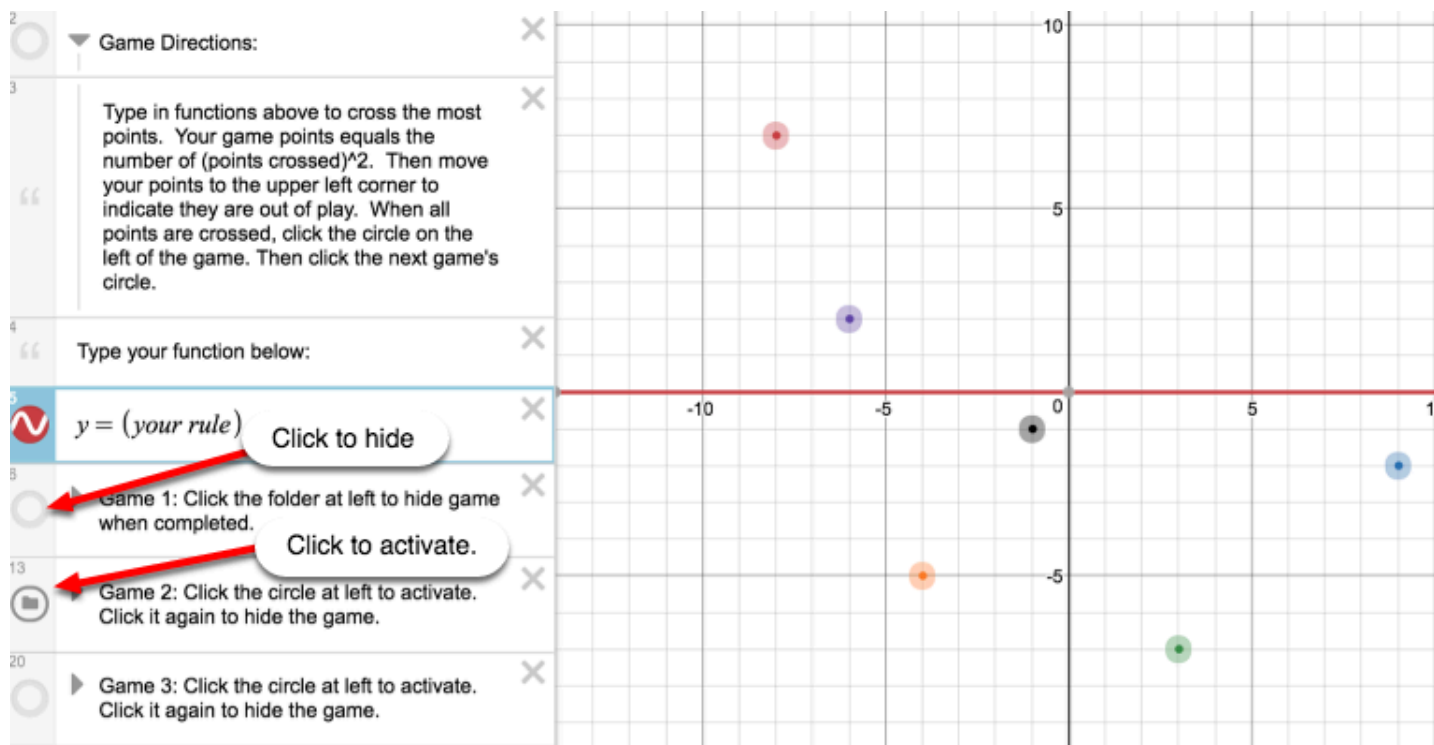 2
Game Directions:
3
Type in functions above to cross the most
points. Your game points equals the
number of (points crossed)^2. Then move
your points to the upper left corner to
indicate they are out of play. When all
points are crossed, click the circle on the
left of the game. Then click the next game's
circle.
4
Type your function below:
5
y = (your rule)
Click to hide
8
Game 1: Click the folder at left to hide game
when completed.
Click to activate.
13
Game 2: Click the circle at left to activate.
Click it again to hide the game.
20
Game 3: Click the circle at left to activate.
Click it again to hide the game.
10
5
-10
-5
0
5
1
-5